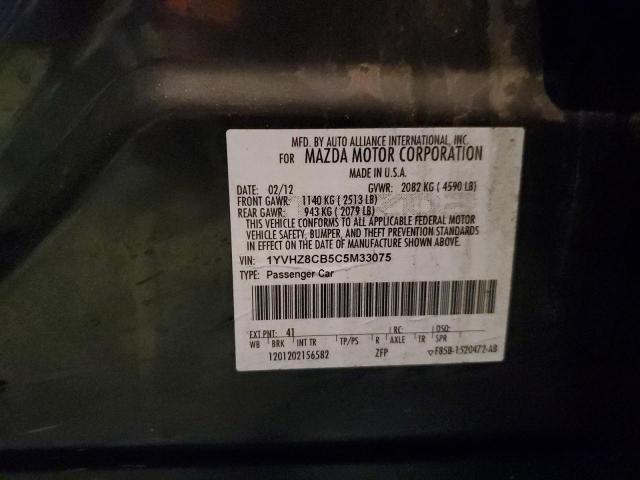 MFD. BY AUTO ALLIANCE INTERNATIONAL, INC.
FOR MAZDA MOTOR CORPORATION
MADE IN U.S.A.
DATE: 02/12 GVWR: 2082 KG ( 4590 LB)
FRONT GAWR: 1140 KG ( 2513 LB)
REAR GAWR: 943 KG ( 2079 LB)
THIS VEHICLE CONFORMS TO ALL APPLICABLE FEDERAL MOTOR
VEHICLE SAFETY, BUMPER, AND THEFT PREVENTION STANDARDS
IN EFFECT ON THE DATE OF MANUFACTURE SHOWN ABOVE.
VIN: 1YVHZ8CB5C5M33075
TYPE: Passenger Car
EXT PNT: 41 RC: DSO:
WB BRK INT TR TP/PS R AXLE TR SPR
1201202156582 ZFP F85B-1520472-AB